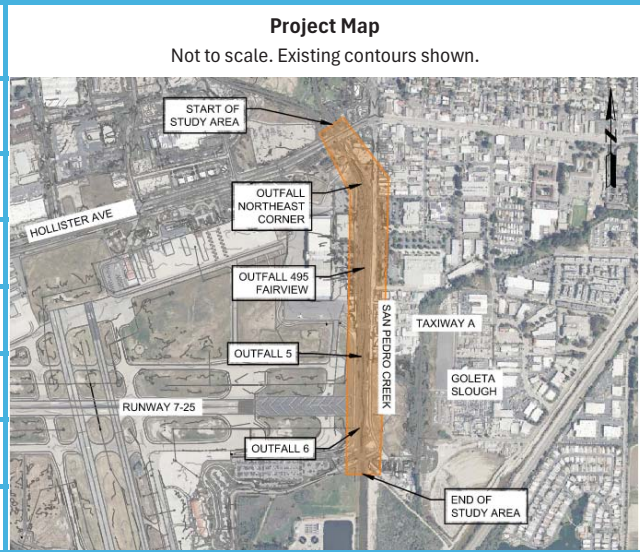 Project Map
Not to scale. Existing contours shown.
START OF
STUDY AREA
OUTFALL
NORTHEAST
CORNER
HOLLISTER AVE
OUTFALL 495
FAIRVIEW
SAN PEDRO CREEK
TAXIWAY A
OUTFALL 5
GOLETA
SLOUGH
RUNWAY 7-25
OUTFALL 6
END OF
STUDY AREA